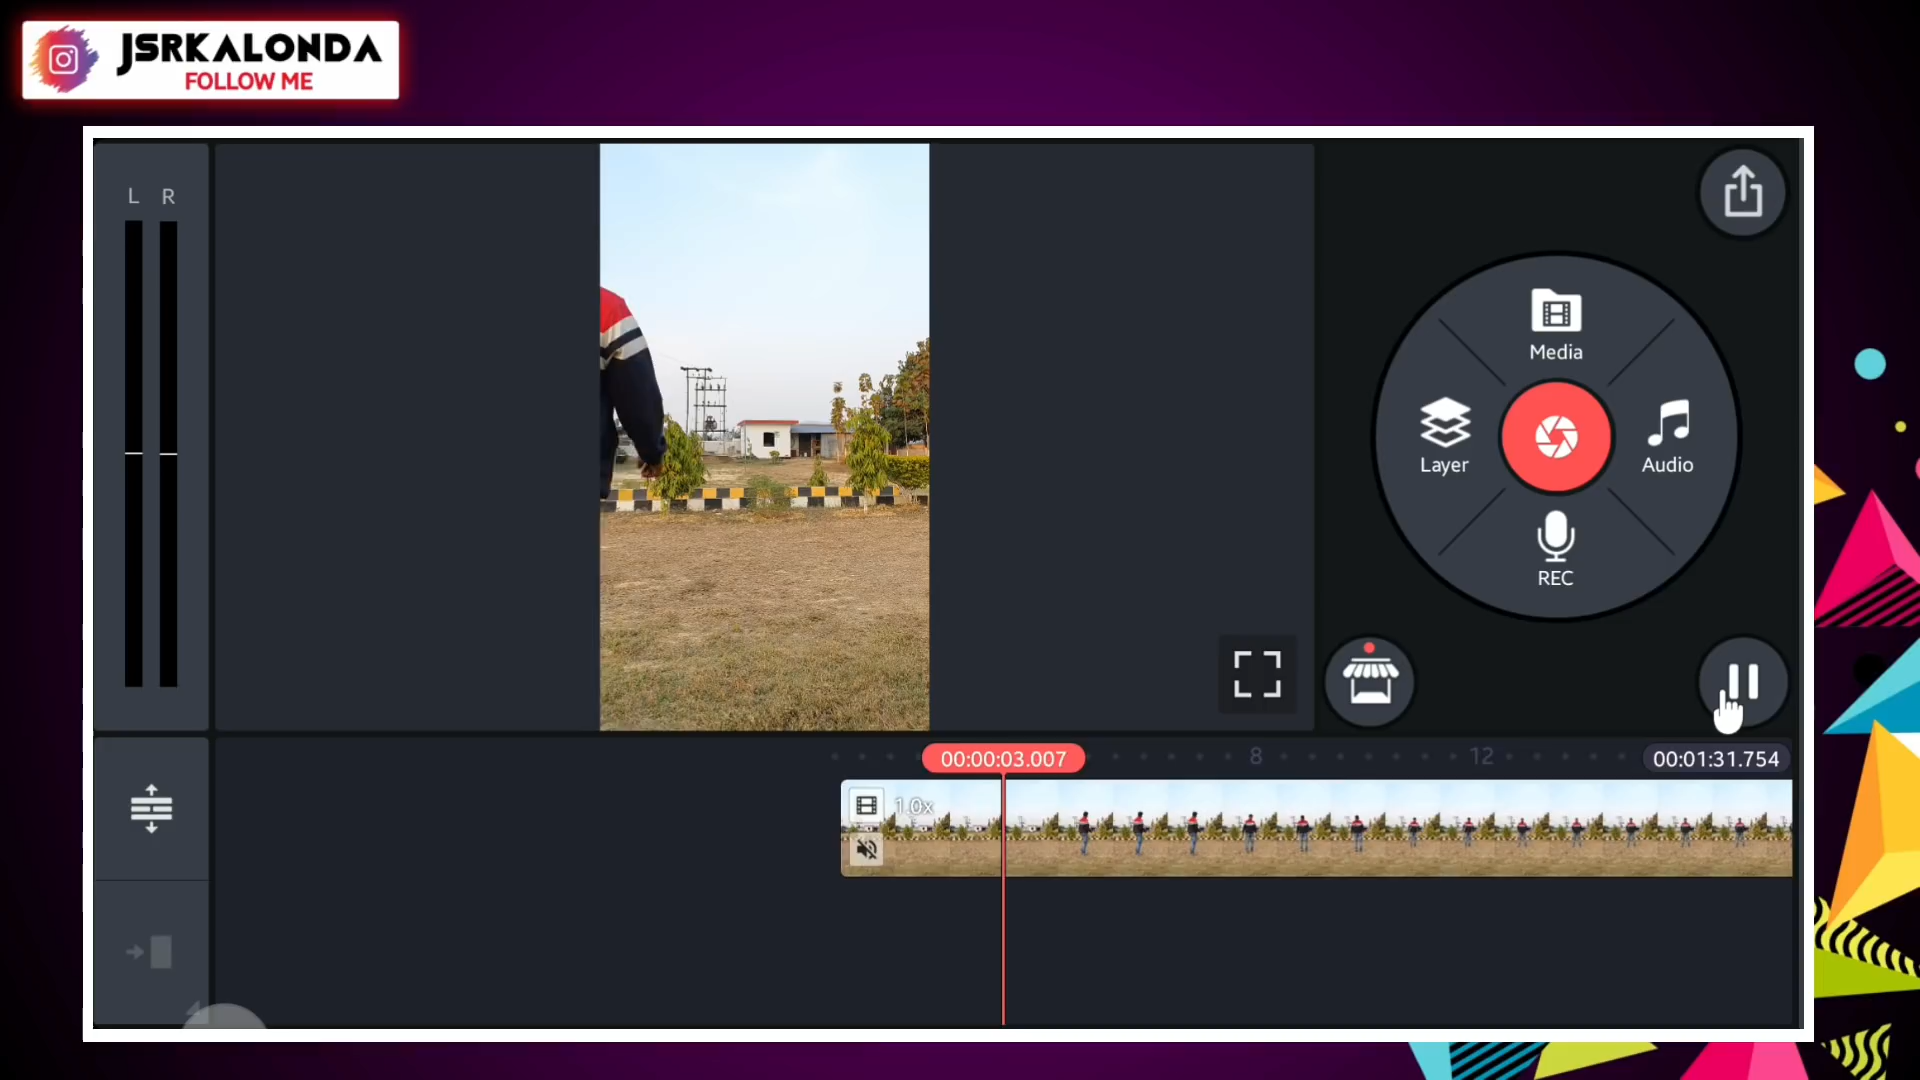 JSRKALONDA
FOLLOW ME
L R
Media
Layer
Audio
REC
00:00:03.007
8
12
00:01:31.754
1.0x